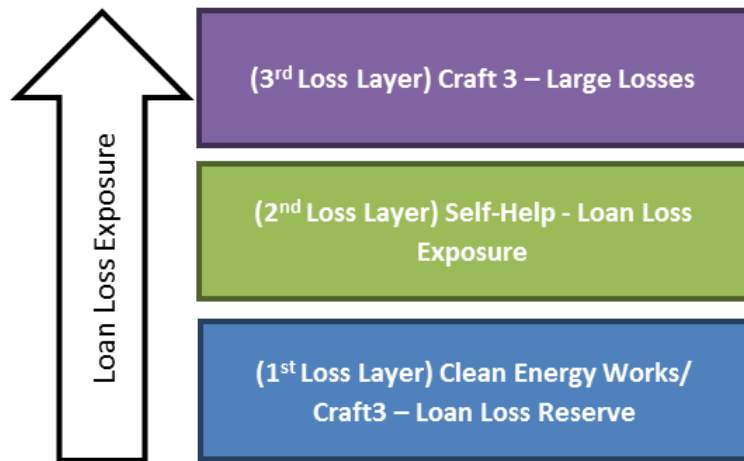 (3rd Loss Layer) Craft 3 – Large Losses
(2nd Loss Layer) Self-Help - Loan Loss
Exposure
(1st Loss Layer) Clean Energy Works/
Craft3 – Loan Loss Reserve
Loan Loss Exposure